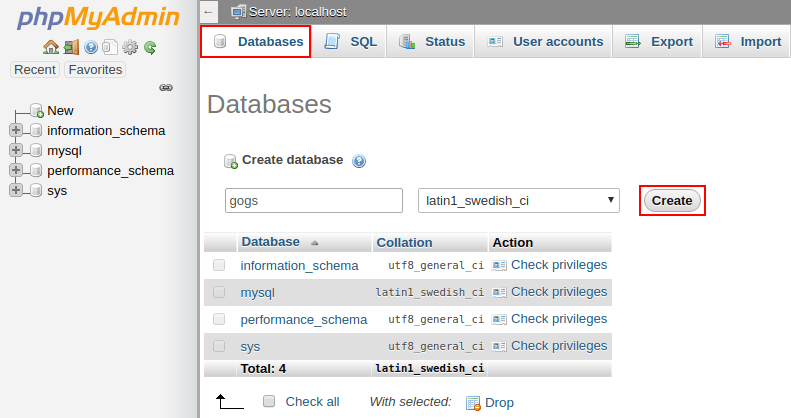 phpMyAdmin
Recent Favorites
New
information_schema
mysql
performance_schema
sys
← Server: localhost
Databases SQL Status User accounts Export Import
Databases
Create database
gogs latin1_swedish_ci Create
Database Collation Action
information_schema utf8_general_ci Check privileges
mysql latin1_swedish_ci Check privileges
performance_schema utf8_general_ci Check privileges
sys utf8_general_ci Check privileges
Total: 4 latin1_swedish_ci
Check all With selected: Drop